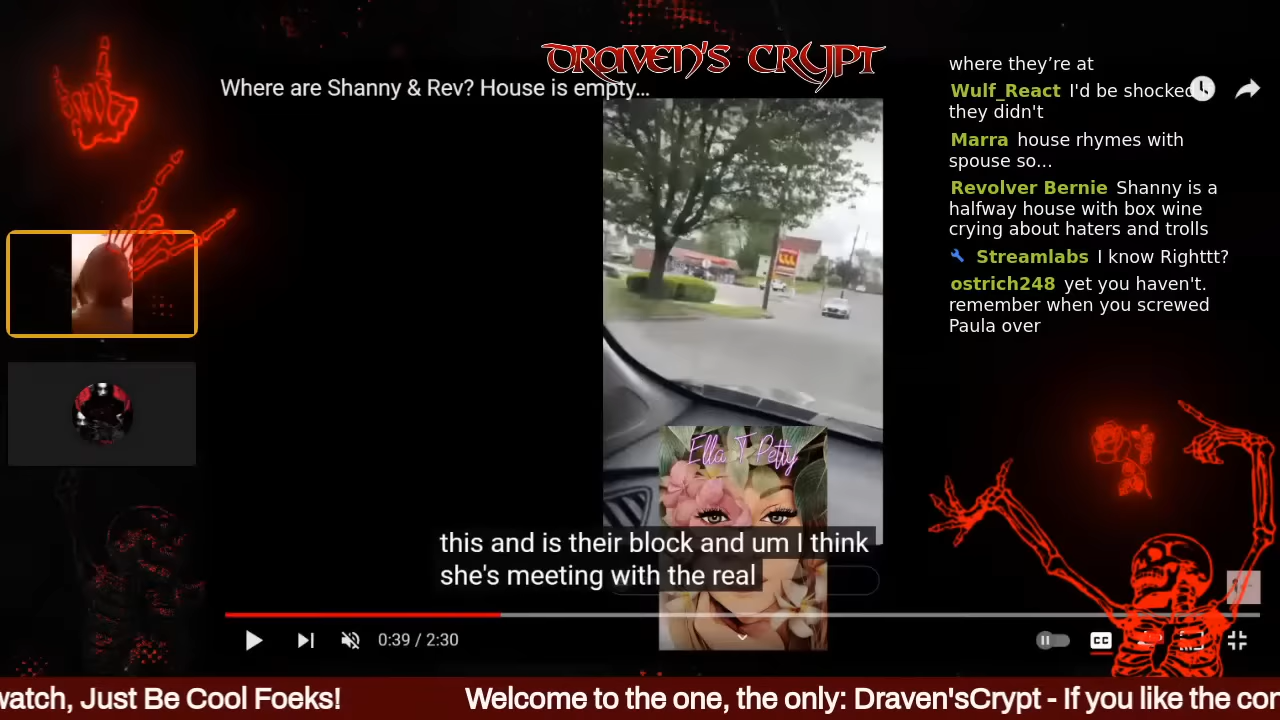 DRAVEN'S CRYPT
Where are Shanny & Rev? House is empty...
where they're at
Wulf_React I'd be shocked
they didn't
Marra house rhymes with
spouse so...
Revolver Bernie Shanny is a
halfway house with box wine
crying about haters and trolls
Streamlabs I know Righttt?
ostrich248 yet you haven't.
remember when you screwed
Paula over
Ella T Petty
this and is their block and um I think
she's meeting with the real
0:39 / 2:30
CC
watch, Just Be Cool Foeks!
Welcome to the one, the only: Draven'sCrypt - If you like the cor